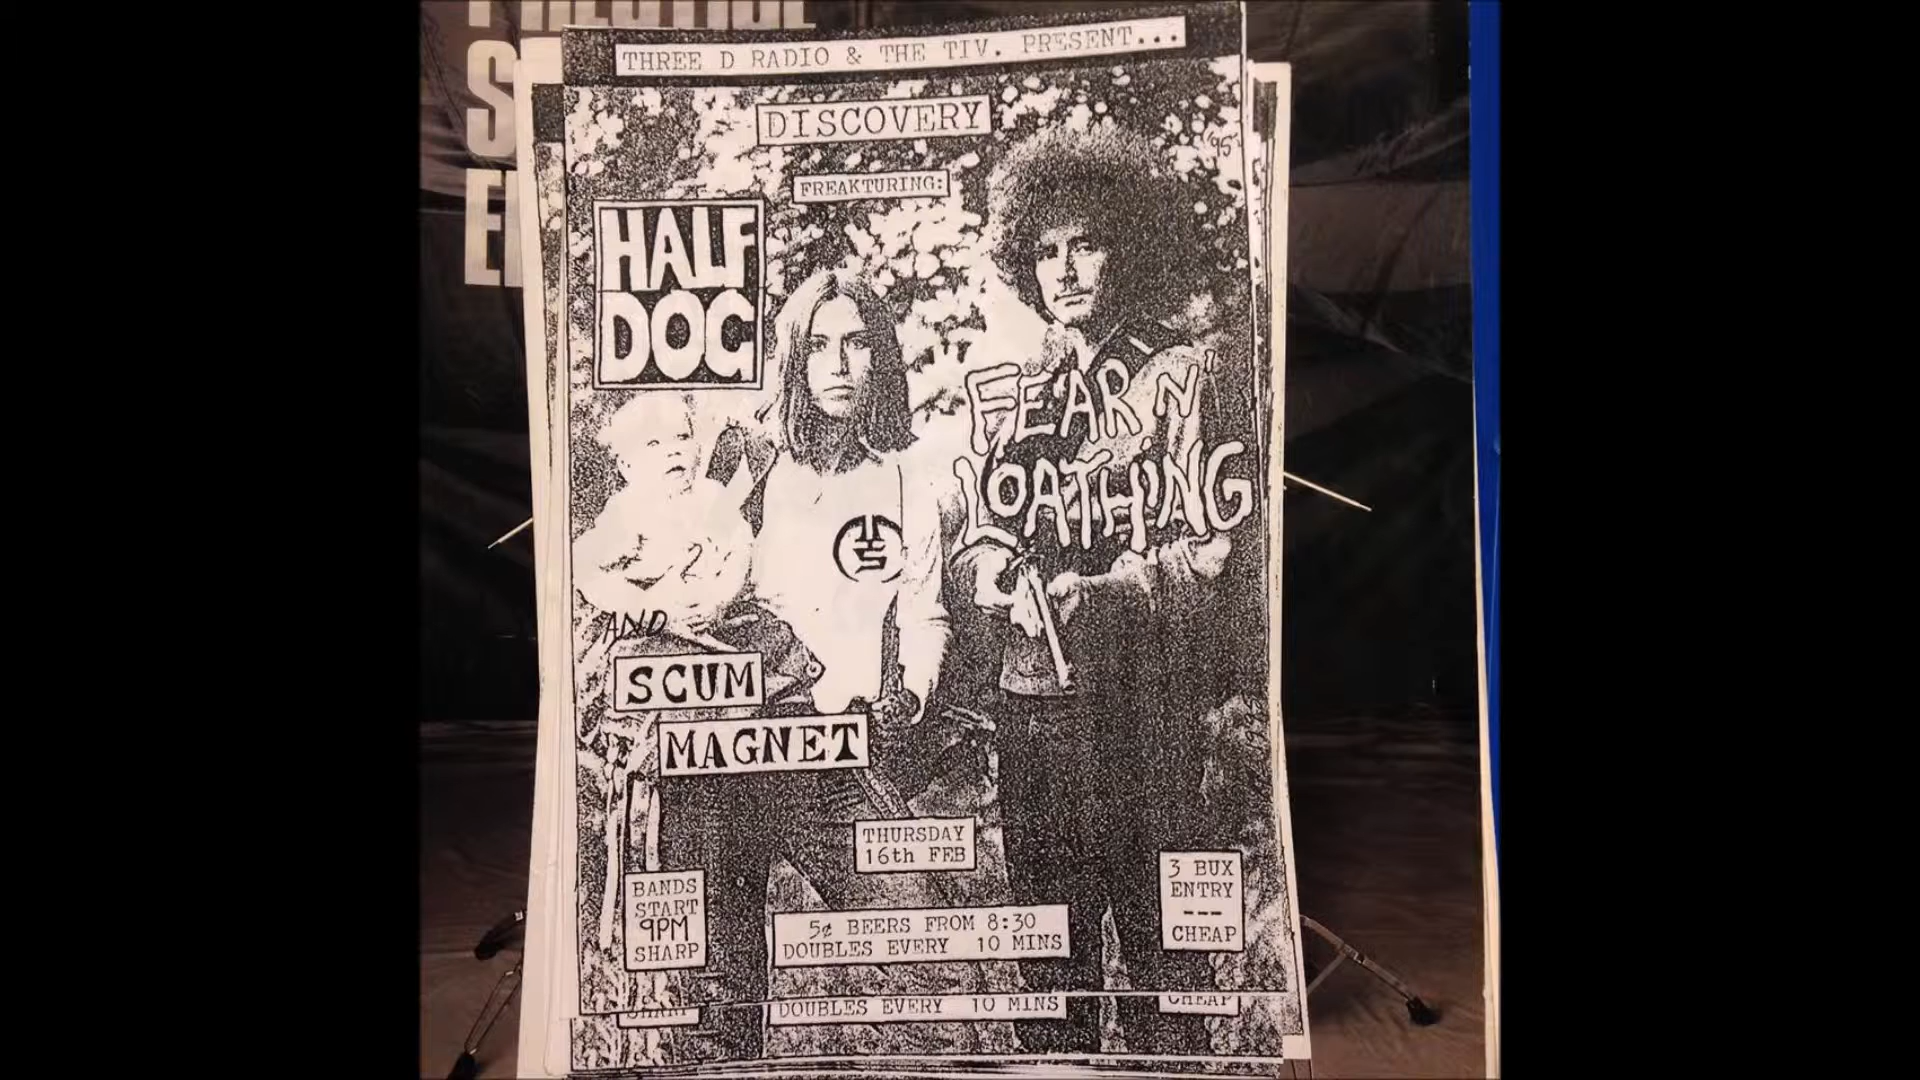 THREE D RADIO & THE TIV. PRESENT...
DISCOVERY
'95
FREAKTURING:
HALF
DOG
FEAR N'
LOATHING
AND
SCUM
MAGNET
1995
THURSDAY
16th FEB
BANDS
START
9PM
SHARP
5¢ BEERS FROM 8:30
DOUBLES EVERY 10 MINS
3 BUX
ENTRY
---
CHEAP
SHARP
DOUBLES EVERY 10 MINS
CHEAP